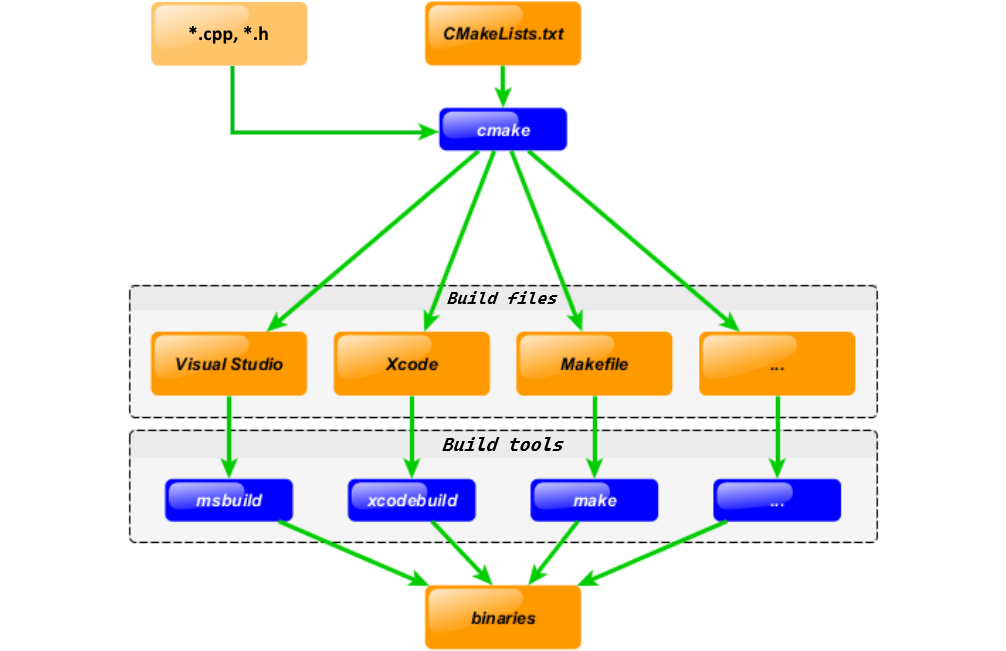 *.cpp, *.h
CMakeLists.txt
cmake
Build files
Visual Studio
Xcode
Makefile
...
Build tools
msbuild
xcodebuild
make
...
binaries